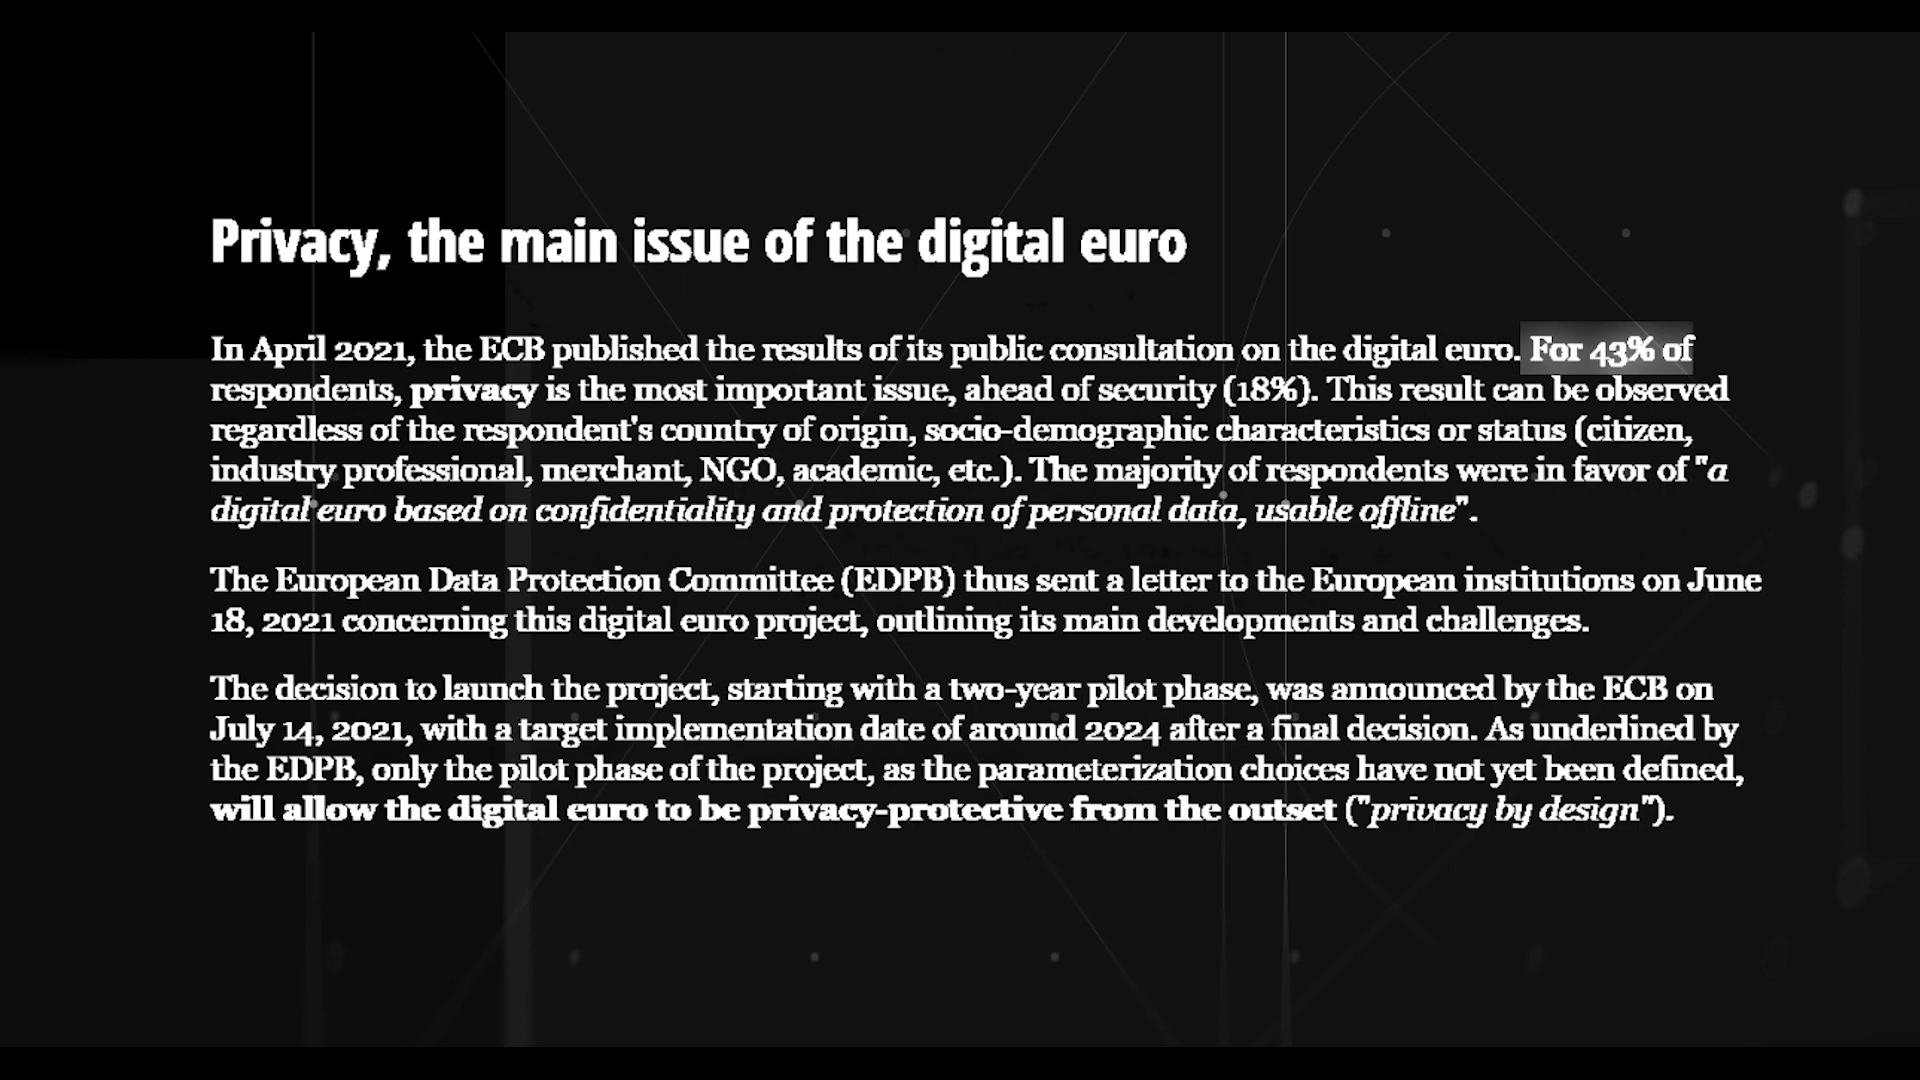 Privacy, the main issue of the digital euro
In April 2021, the ECB published the results of its public consultation on the digital euro. For 43% of
respondents, privacy is the most important issue, ahead of security (18%). This result can be observed
regardless of the respondent's country of origin, socio-demographic characteristics or status (citizen,
industry professional, merchant, NGO, academic, etc.). The majority of respondents were in favor of "a
digital euro based on confidentiality and protection of personal data, usable offline".
The European Data Protection Committee (EDPB) thus sent a letter to the European institutions on June
18, 2021 concerning this digital euro project, outlining its main developments and challenges.
The decision to launch the project, starting with a two-year pilot phase, was announced by the ECB on
July 14, 2021, with a target implementation date of around 2024 after a final decision. As underlined by
the EDPB, only the pilot phase of the project, as the parameterization choices have not yet been defined,
will allow the digital euro to be privacy-protective from the outset ("privacy by design").